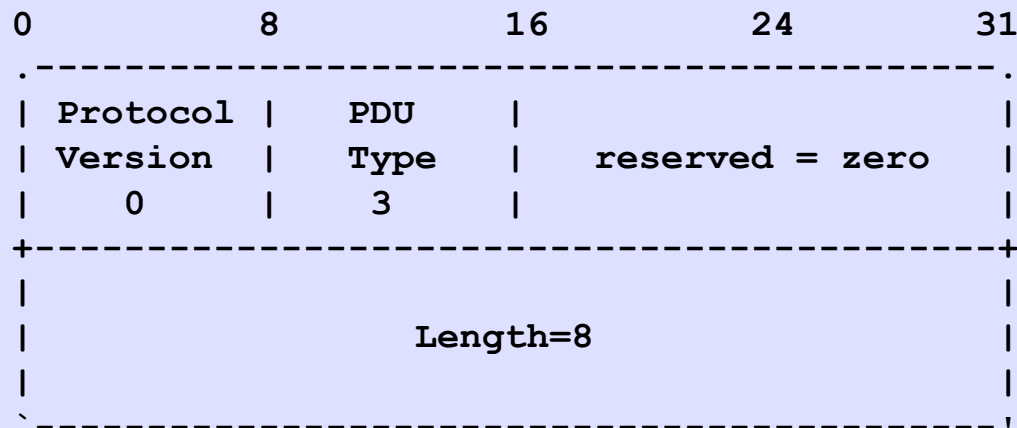 0 8 16 24 31
.-------------------------------------------.
| Protocol | PDU | |
| Version | Type | reserved = zero |
| 0 | 3 | |
+-------------------------------------------+
| |
| Length=8 |
| |
`-------------------------------------------'